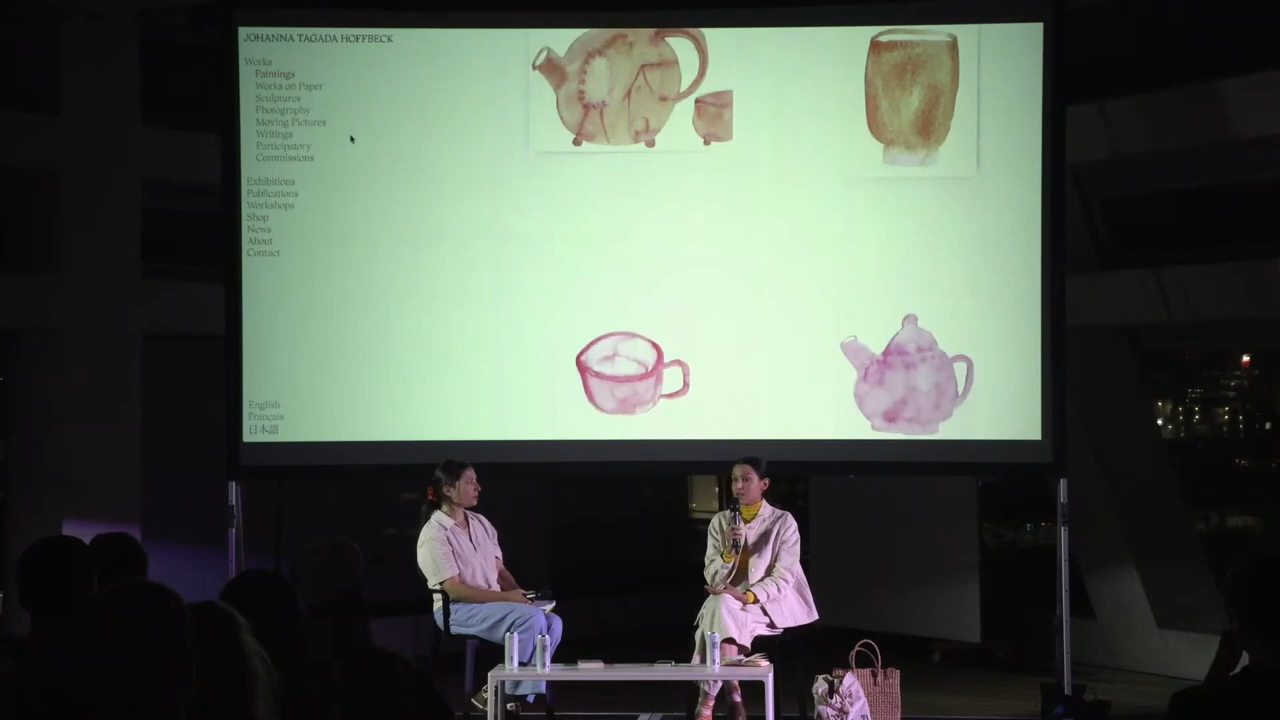 JOHANNA TAGADA HOFFBECK
Works
Paintings
Works on Paper
Sculptures
Photography
Moving Pictures
Writings
Participatory
Commissions
Exhibitions
Publications
Workshops
Shop
News
About
Contact
English
Français
日本語